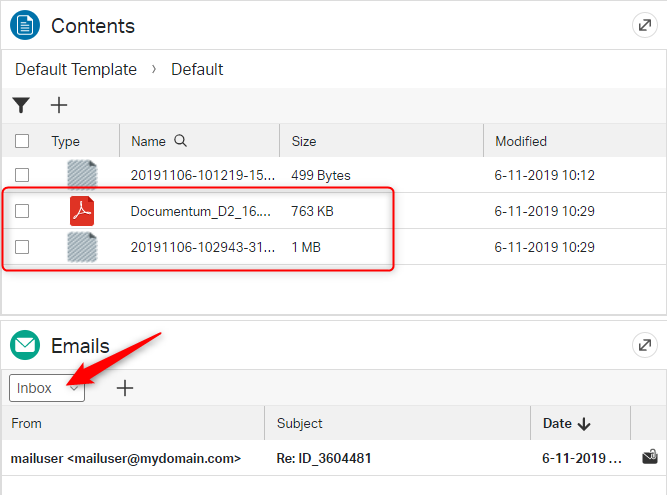 Contents
Default Template › Default
Type Name Size Modified
20191106-101219-15... 499 Bytes 6-11-2019 10:12
Documentum_D2_16.... 763 KB 6-11-2019 10:29
20191106-102943-31... 1 MB 6-11-2019 10:29
Emails
Inbox
From Subject Date
mailuser <mailuser@mydomain.com> Re: ID_3604481 6-11-2019 ...